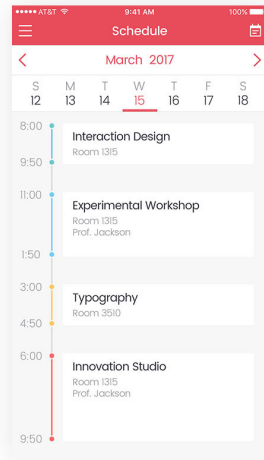 AT&T 9:41 AM 100%
Schedule
March 2017
S M T W T F S
12 13 14 15 16 17 18
8:00
Interaction Design
Room 1315
9:50
11:00
Experimental Workshop
Room 1315
Prof. Jackson
1:50
3:00
Typography
Room 3510
4:50
6:00
Innovation Studio
Room 1315
Prof. Jackson
9:50